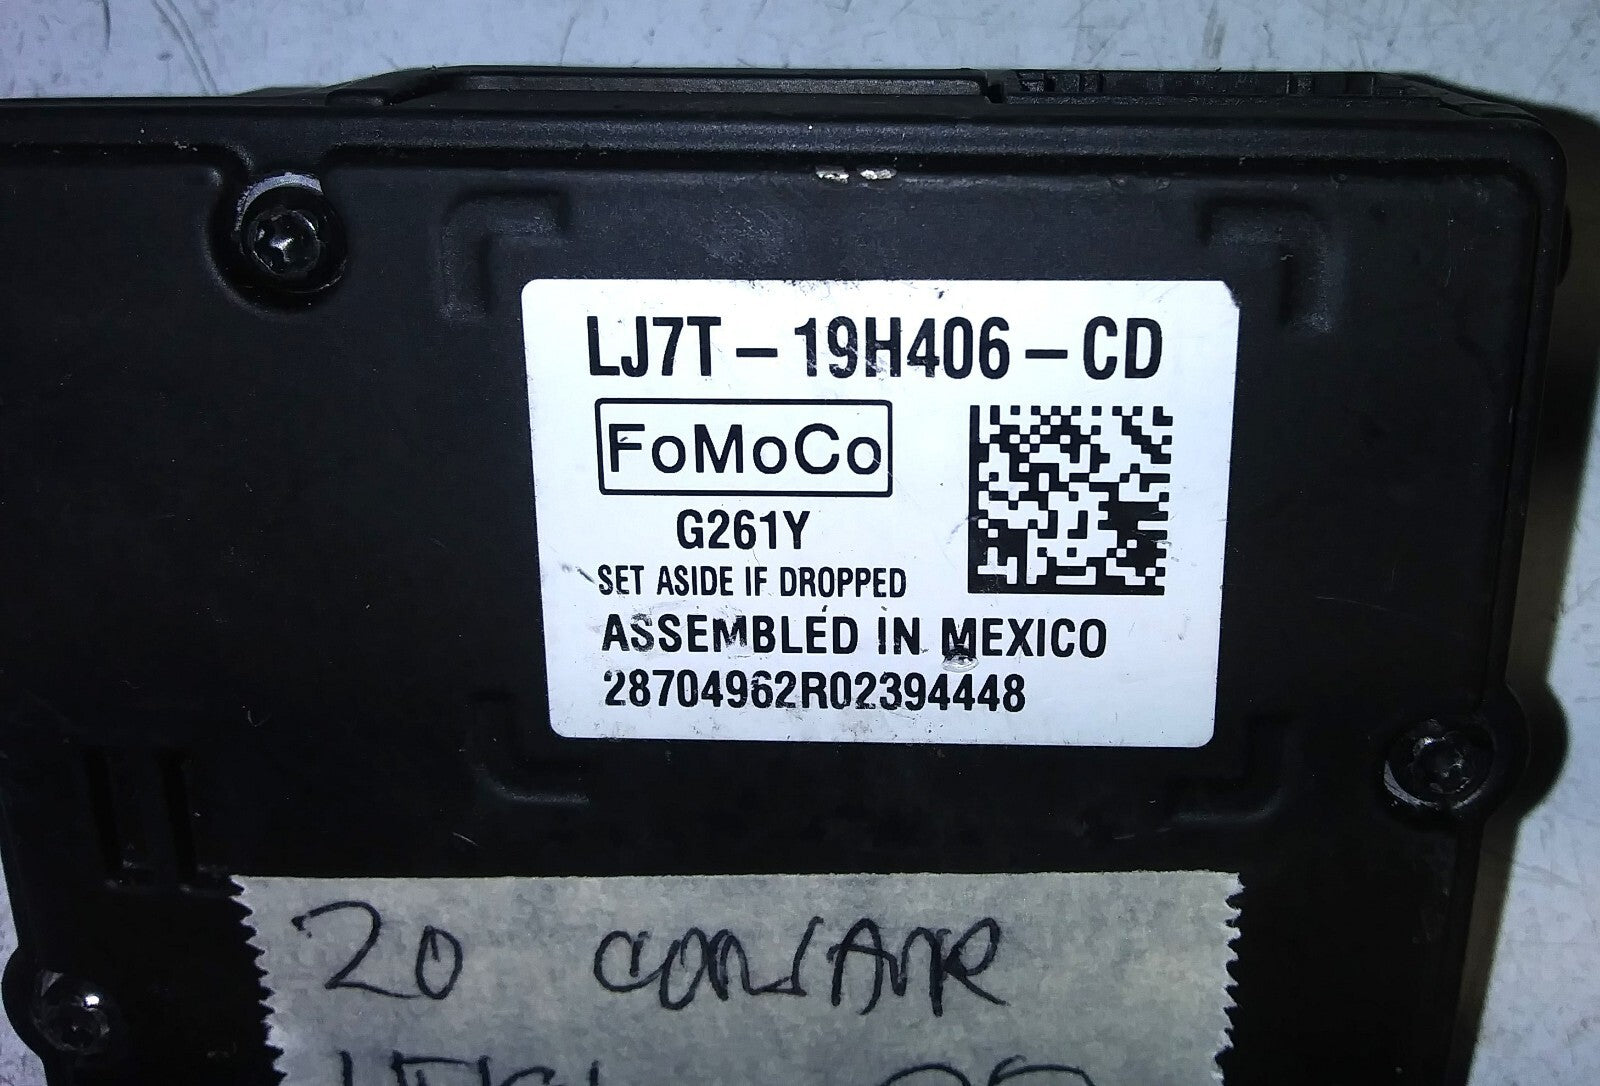 LJ7T-19H406-CD
FoMoCo
G261Y
SET ASIDE IF DROPPED
ASSEMBLED IN MEXICO
28704962R02394448
20